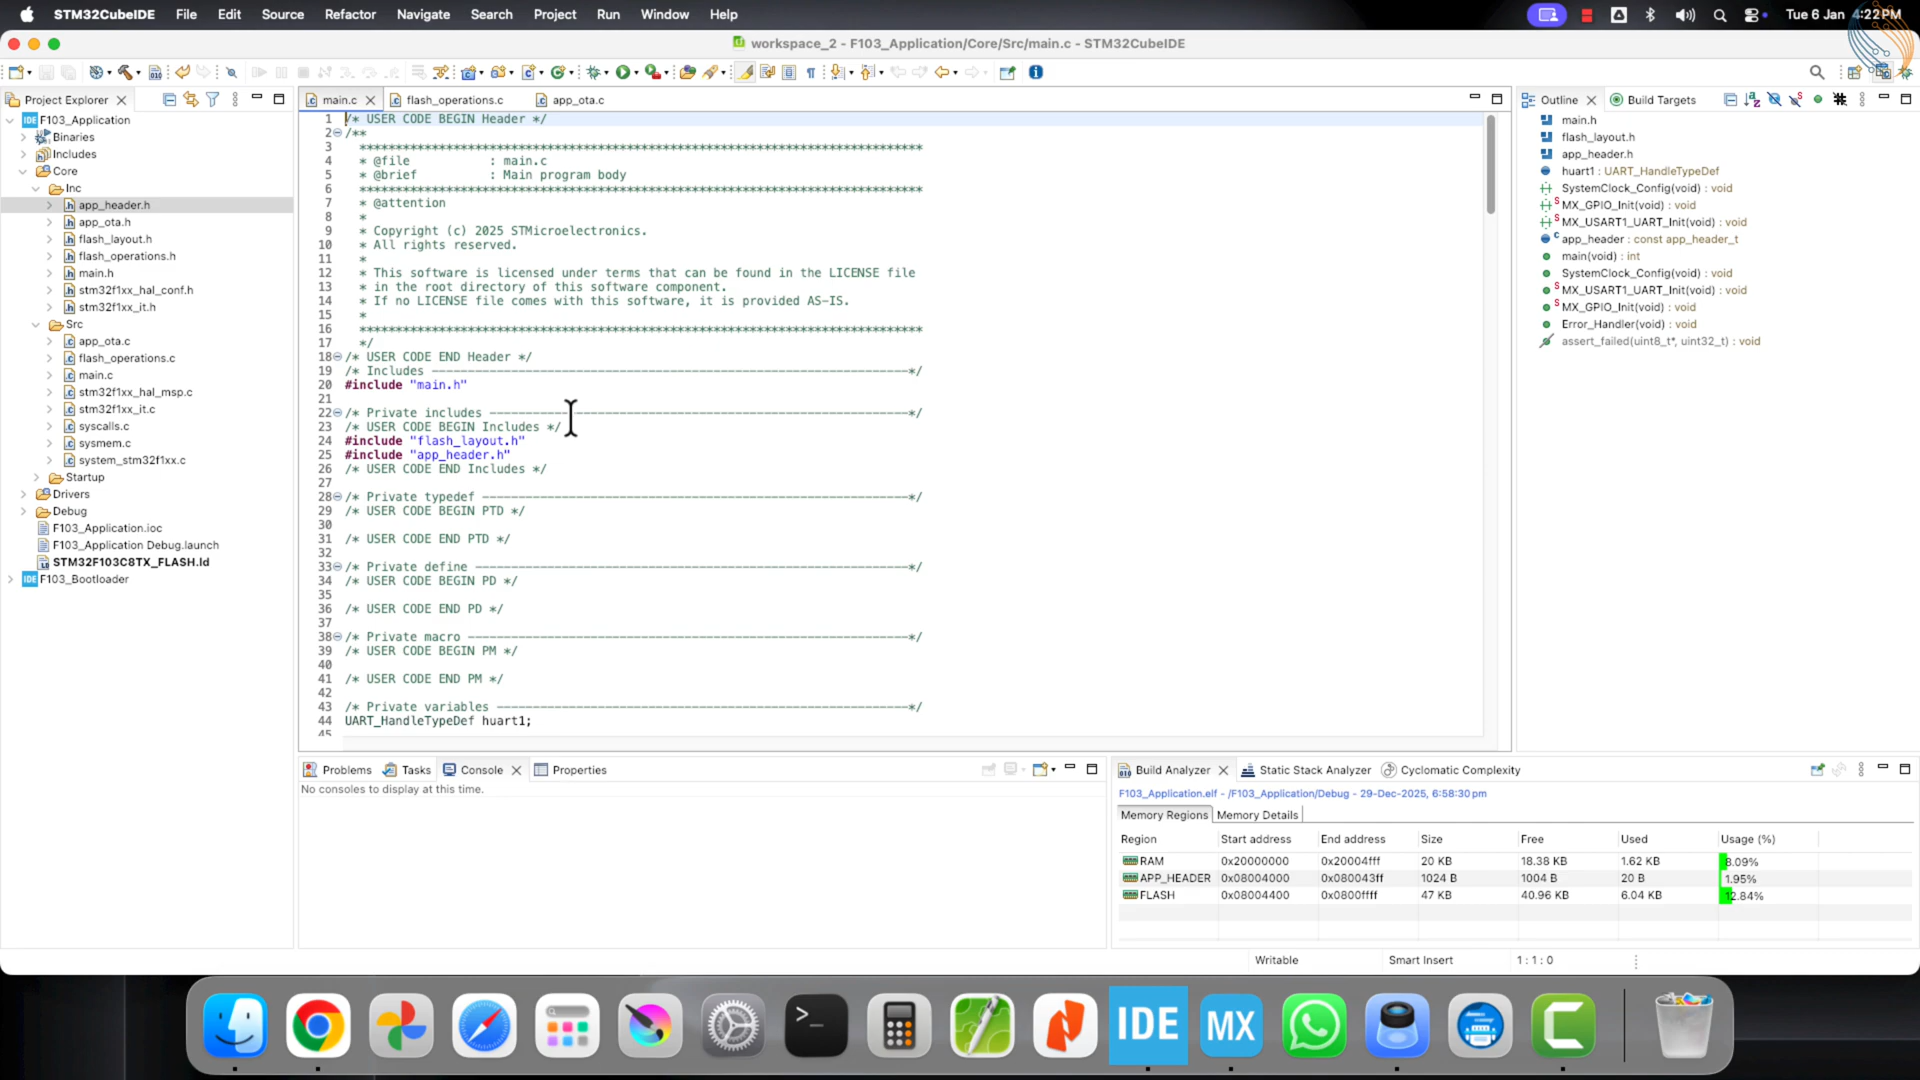 STM32CubeIDE File Edit Source Refactor Navigate Search Project Run Window Help Tue 6 Jan 4:22PM
workspace_2 - F103_Application/Core/Src/main.c - STM32CubeIDE
Project Explorer
F103_Application
Binaries
Includes
Core
Inc
app_header.h
app_ota.h
flash_layout.h
flash_operations.h
main.h
stm32f1xx_hal_conf.h
stm32f1xx_it.h
Src
app_ota.c
flash_operations.c
main.c
stm32f1xx_hal_msp.c
stm32f1xx_it.c
syscalls.c
sysmem.c
system_stm32f1xx.c
Startup
Drivers
Debug
F103_Application.ioc
F103_Application Debug.launch
STM32F103C8TX_FLASH.ld
F103_Bootloader
main.c flash_operations.c app_ota.c
1 /* USER CODE BEGIN Header */
2 /**
3 ******************************************************************************
4 * @file : main.c
5 * @brief : Main program body
6 ******************************************************************************
7 * @attention
8 *
9 * Copyright (c) 2025 STMicroelectronics.
10 * All rights reserved.
11 *
12 * This software is licensed under terms that can be found in the LICENSE file
13 * in the root directory of this software component.
14 * If no LICENSE file comes with this software, it is provided AS-IS.
15 *
16 ******************************************************************************
17 */
18 /* USER CODE END Header */
19 /* Includes ------------------------------------------------------------------*/
20 #include "main.h"
21
22 /* Private includes ----------------------------------------------------------*/
23 /* USER CODE BEGIN Includes */
24 #include "flash_layout.h"
25 #include "app_header.h"
26 /* USER CODE END Includes */
27
28 /* Private typedef -----------------------------------------------------------*/
29 /* USER CODE BEGIN PTD */
30
31 /* USER CODE END PTD */
32
33 /* Private define ------------------------------------------------------------*/
34 /* USER CODE BEGIN PD */
35
36 /* USER CODE END PD */
37
38 /* Private macro -------------------------------------------------------------*/
39 /* USER CODE BEGIN PM */
40
41 /* USER CODE END PM */
42
43 /* Private variables ---------------------------------------------------------*/
44 UART_HandleTypeDef huart1;
45
Outline Build Targets
main.h
flash_layout.h
app_header.h
huart1 : UART_HandleTypeDef
SystemClock_Config(void) : void
MX_GPIO_Init(void) : void
MX_USART1_UART_Init(void) : void
app_header : const app_header_t
main(void) : int
SystemClock_Config(void) : void
MX_USART1_UART_Init(void) : void
MX_GPIO_Init(void) : void
Error_Handler(void) : void
assert_failed(uint8_t*, uint32_t) : void
Problems Tasks Console Properties
No consoles to display at this time.
Build Analyzer Static Stack Analyzer Cyclomatic Complexity
F103_Application.elf - /F103_Application/Debug - 29-Dec-2025, 6:58:30 pm
Memory Regions Memory Details
Region Start address End address Size Free Used Usage (%)
RAM 0x20000000 0x20004fff 20 KB 18.38 KB 1.62 KB 8.09%
APP_HEADER 0x08004000 0x080043ff 1024 B 1004 B 20 B 1.95%
FLASH 0x08004400 0x0800ffff 47 KB 40.96 KB 6.04 KB 12.84%
Writable Smart Insert 1 : 1 : 0
IDE MX